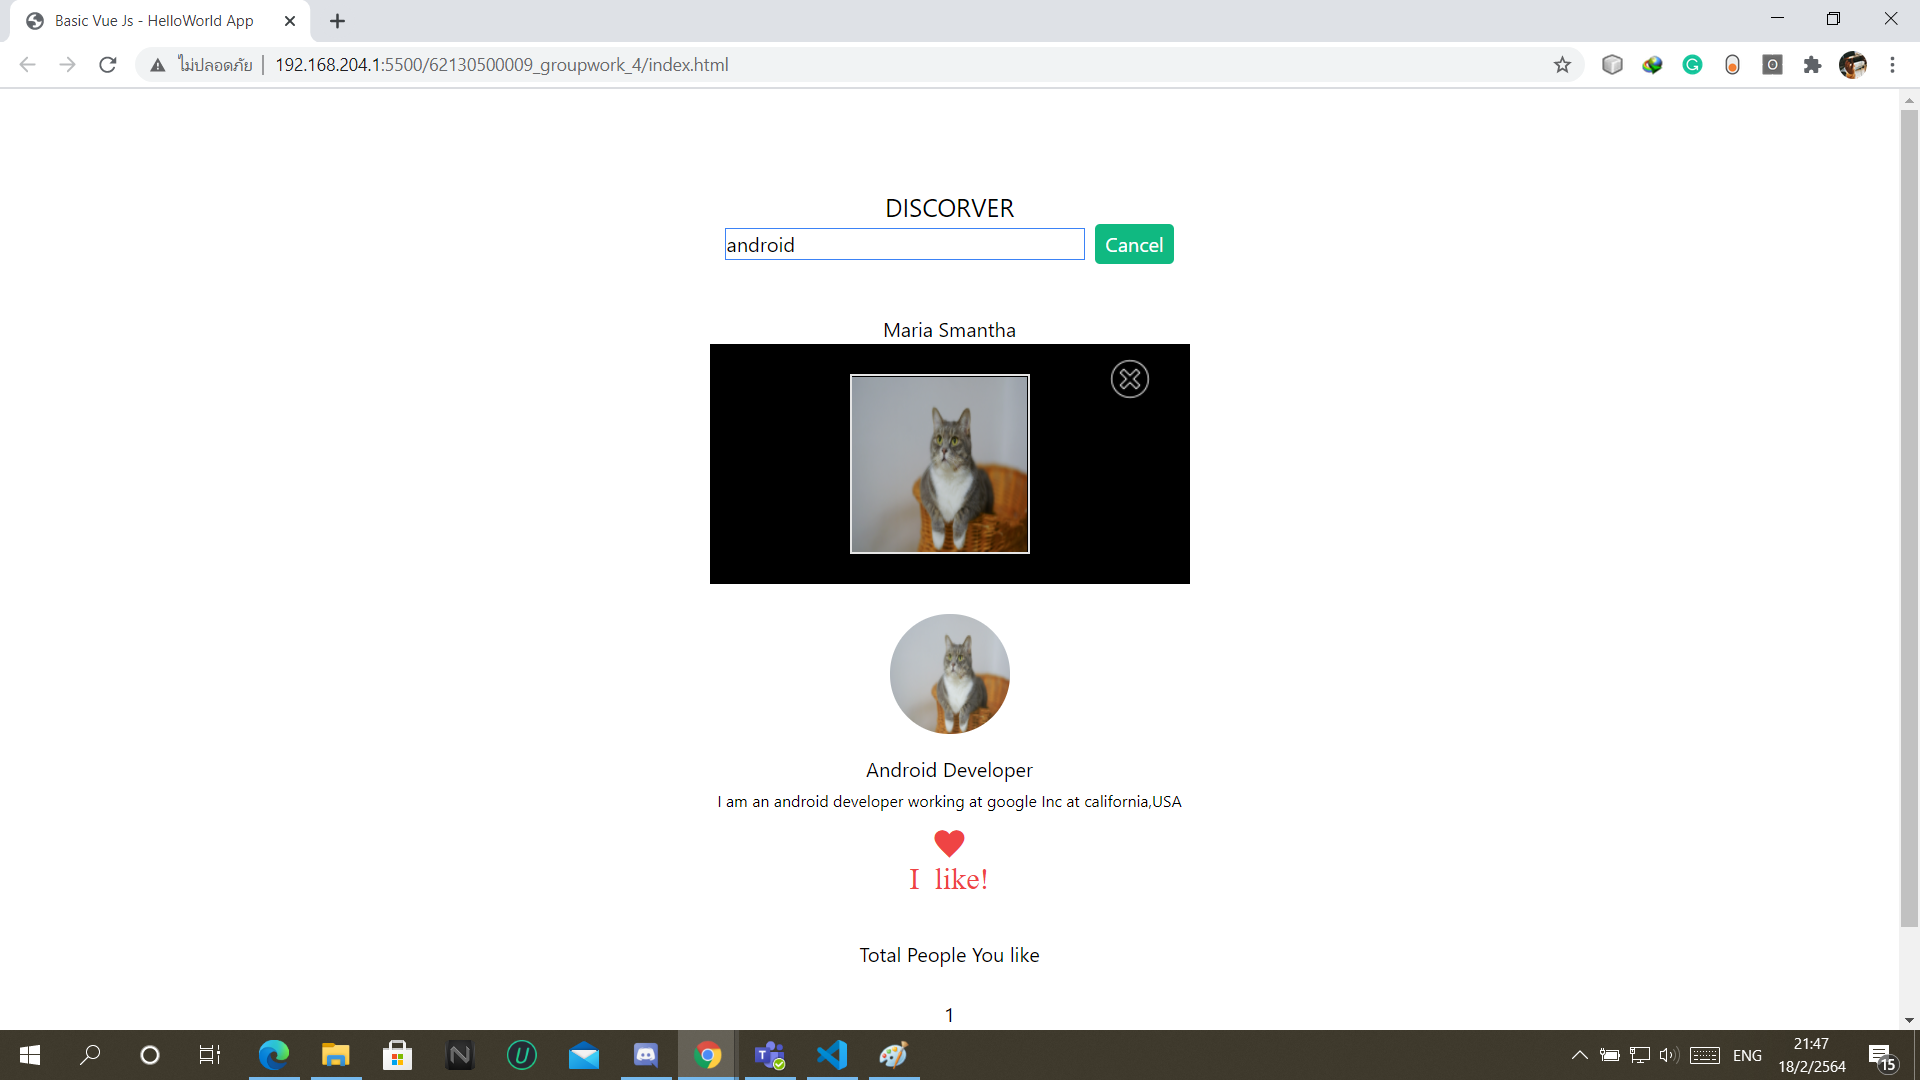 Basic Vue Js - HelloWorld App
ไม่ปลอดภัย 192.168.204.1:5500/62130500009_groupwork_4/index.html
DISCORVER
android Cancel
Maria Smantha
Android Developer
I am an android developer working at google Inc at california,USA
I like!
Total People You like
1
ENG
21:47
18/2/2564
15